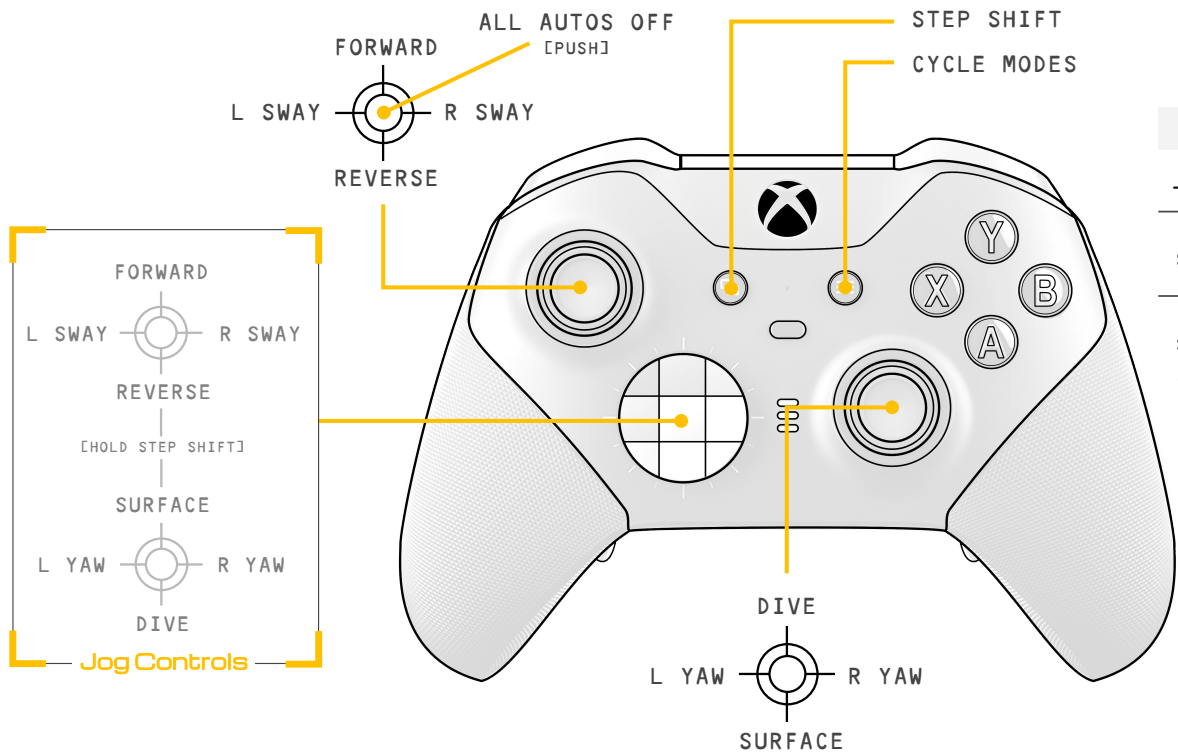 ALL AUTOS OFF
[PUSH]
FORWARD
L SWAY
R SWAY
REVERSE
STEP SHIFT
CYCLE MODES
Y
X
B
A
FORWARD
L SWAY
R SWAY
REVERSE
[HOLD STEP SHIFT]
SURFACE
L YAW
R YAW
DIVE
Jog Controls
DIVE
L YAW
R YAW
SURFACE